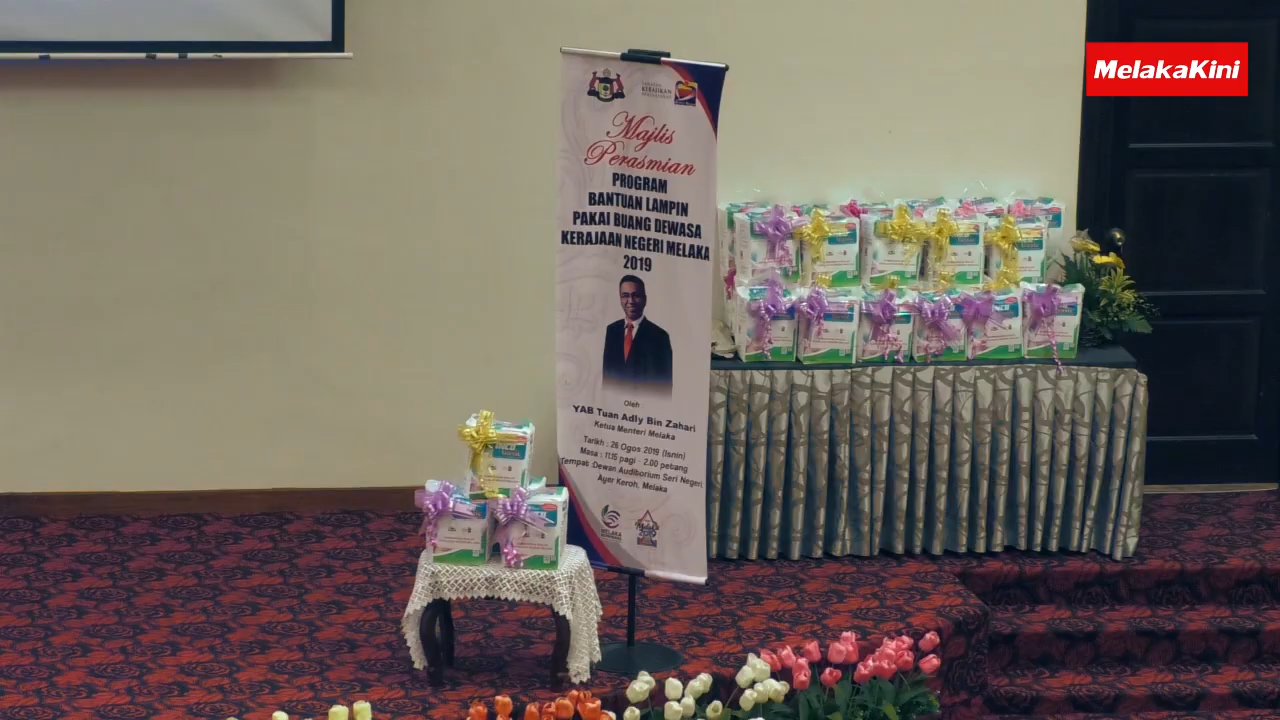 MelakaKini
KERAJAAN
Majlis
Perasmian
PROGRAM
BANTUAN LAMPIN
PAKAI BUANG DEWASA
KERAJAAN NEGERI MELAKA
2019
Oleh
YAB Tuan Adly Bin Zahari
Ketua Menteri Melaka
Tarikh : 26 Ogos 2019 (Isnin)
Masa : 11.15 pagi - 2.00 petang
Tempat :Dewan Auditorium Seri Negeri,
Ayer Keroh, Melaka
MELAKA